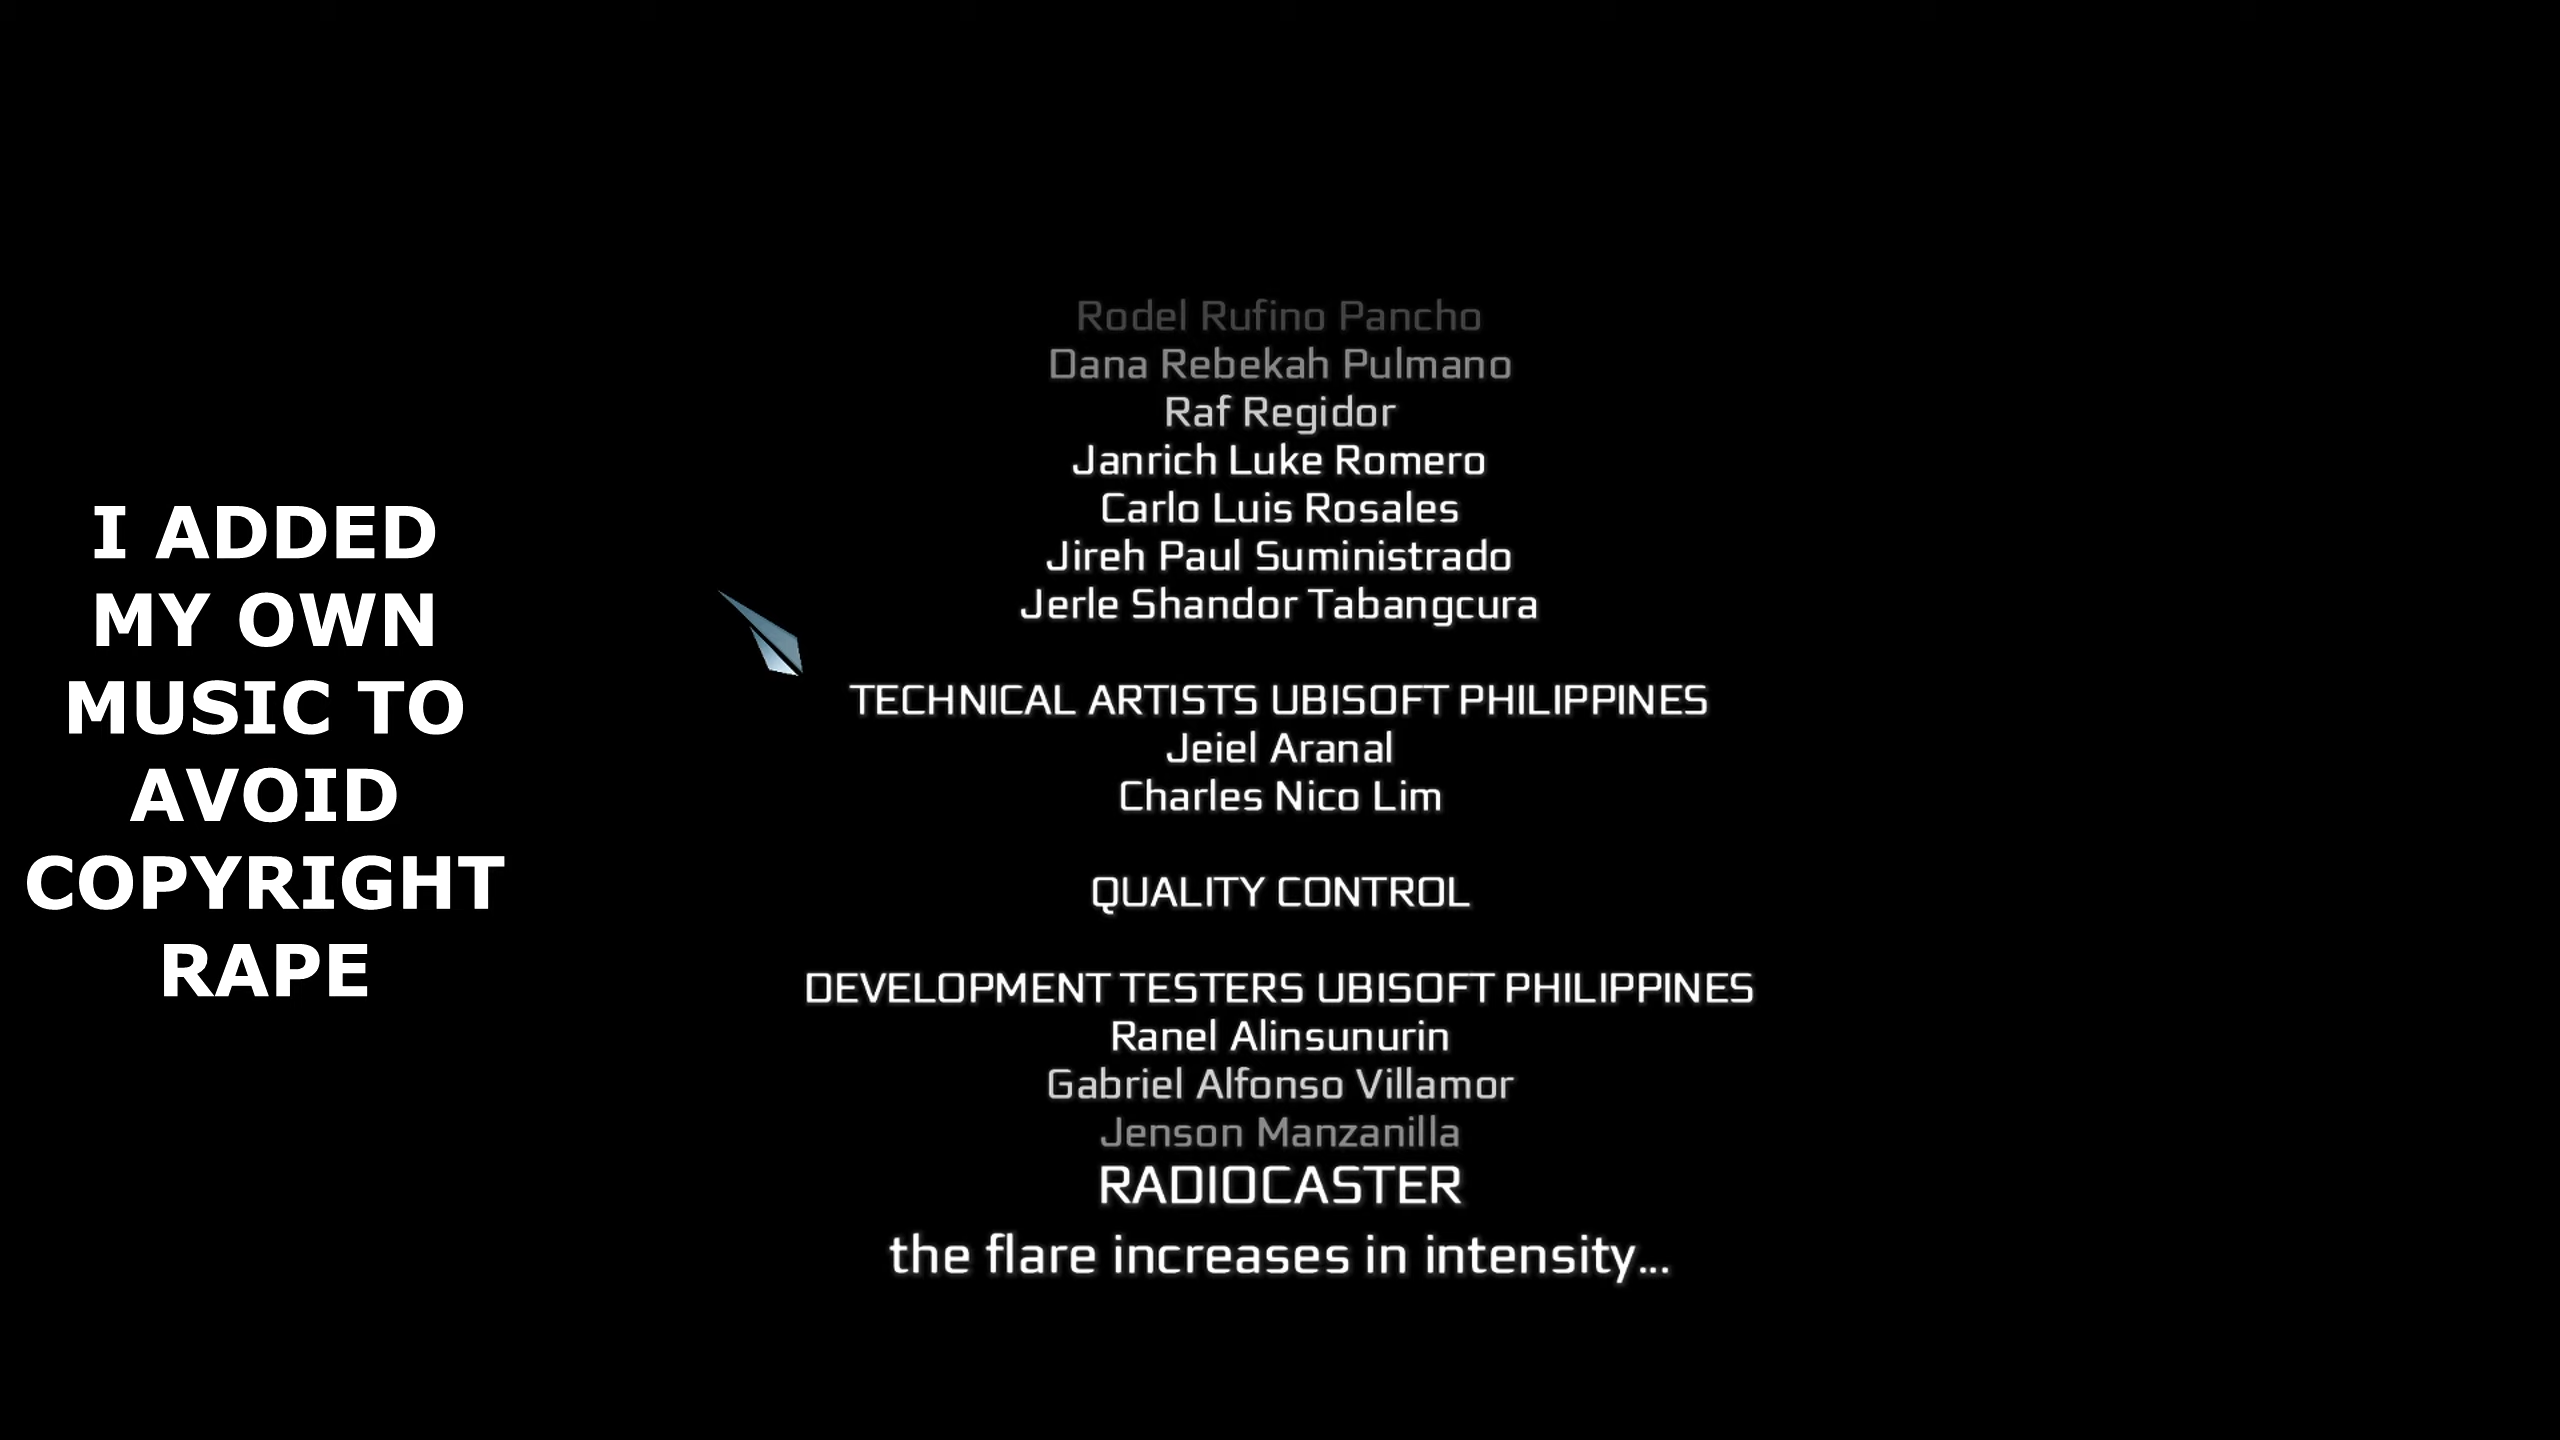 I ADDED
MY OWN
MUSIC TO
AVOID
COPYRIGHT
RAPE
Rodel Rufino Pancho
Dana Rebekah Pulmano
Raf Regidor
Janrich Luke Romero
Carlo Luis Rosales
Jireh Paul Suministrado
Jerle Shandor Tabangcura
TECHNICAL ARTISTS UBISOFT PHILIPPINES
Jeiel Aranal
Charles Nico Lim
QUALITY CONTROL
DEVELOPMENT TESTERS UBISOFT PHILIPPINES
Ranel Alinsunurin
Gabriel Alfonso Villamor
Jenson Manzanilla
RADIOCASTER
the flare increases in intensity...